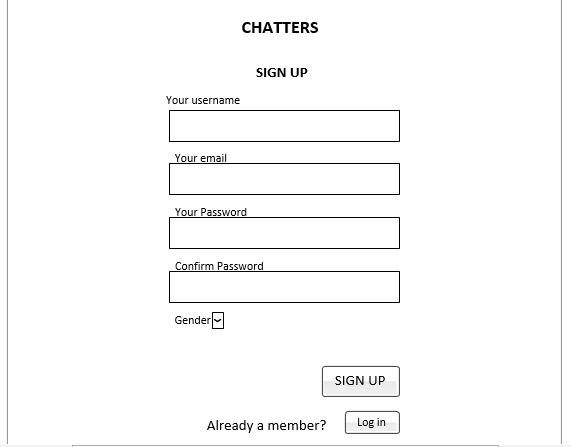 CHATTERS
SIGN UP
Your username
Your email
Your Password
Confirm Password
Gender
SIGN UP
Already a member? Log in